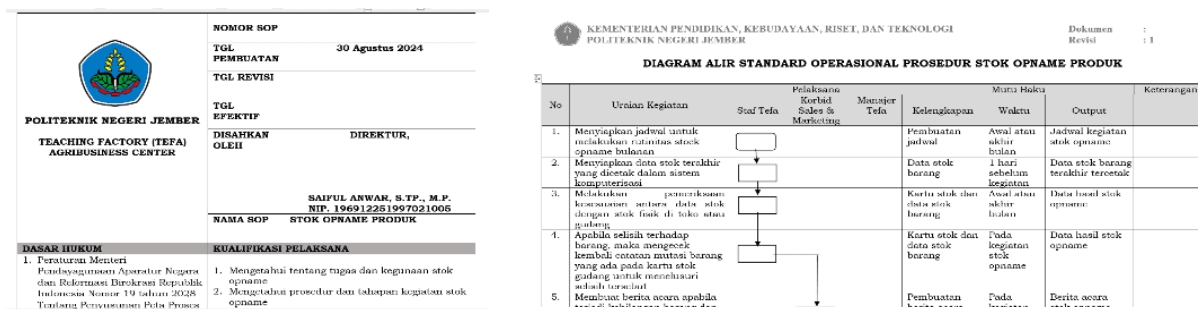 NOMOR SOP
TGL PEMBUATAN
30 Agustus 2024
TGL REVISI
TGL EFEKTIF
POLITEKNIK NEGERI JEMBER
TEACHING FACTORY (TEFA)
AGRIBUSINESS CENTER
DISAHKAN OLEH
DIREKTUR,
SAIFUL ANWAR, S.TP., M.P.
NIP. 196912251997021005
NAMA SOP
STOK OPNAME PRODUK
DASAR HUKUM
KUALIFIKASI PELAKSANA
1. Peraturan Menteri
Pendayagunaan Aparatur Negara
dan Reformasi Birokrasi Republik
Indonesia Nomor 19 tahun 2028
Tentang Penyusunan Peta Proses
1. Mengetahui tentang tugas dan kegunaan stok
opname
2. Mengetahui prosedur dan tahapan kegiatan stok
opname
KEMENTERIAN PENDIDIKAN, KEBUDAYAAN, RISET, DAN TEKNOLOGI
POLITEKNIK NEGERI JEMBER
Dokumen :
Revisi : 1
DIAGRAM ALIR STANDARD OPERASIONAL PROSEDUR STOK OPNAME PRODUK
No
Uraian Kegiatan
Pelaksana
Staf Tefa
Korbid
Sales &
Marketing
Manajer
Tefa
Mutu Baku
Kelengkapan
Waktu
Output
Keterangan
1.
Menyiapkan jadwal untuk
melakukan rutinitas stock
opname bulanan
Pembuatan
jadwal
Awal atau
akhir
bulan
Jadwal kegiatan
stok opname
2.
Menyiapkan data stok terakhir
yang dicetak dalam sistem
komputerisasi
Data stok
barang
1 hari
sebelum
kegiatan
Data stok barang
terakhir tercetak
3.
Melakukan pemeriksaan
kesesuaian antara data stok
dengan stok fisik di toko atau
gudang
Kartu stok dan
data stok
barang
Awal atau
akhir
bulan
Data hasil stok
opname
4.
Apabila selisih terhadap
barang, maka mengecek
kembali catatan mutasi barang
yang ada pada kartu stok
gudang untuk menelusuri
selisih tersebut
Kartu stok dan
data stok
barang
Pada
kegiatan
stok
opname
Data hasil stok
opname
5.
Membuat berita acara apabila
Pembuatan
Pada
Berita acara